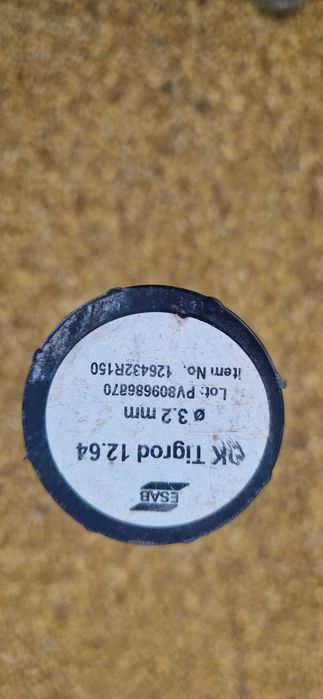 ESAB
OK Tigrod 12.64
ø 3.2 mm
Lot: PV809686870
item No. 126432R150